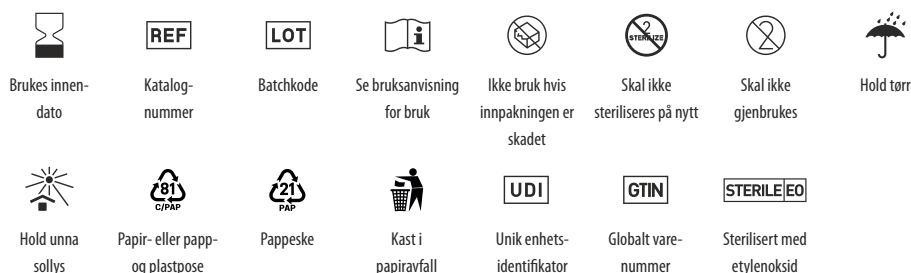 REF
LOT
2
STERILIZE
2
Brukes innen-
dato
Katalog-
nummer
Batchkode
Se bruksanvisning
for bruk
Ikke bruk hvis
innpakningen er
skadet
Skal ikke
steriliseres på nytt
Skal ikke
gjenbrukes
Hold tørr
81
C/PAP
21
PAP
UDI
GTIN
STERILE EO
Hold unna
sollys
Papir- eller papp-
og plastpose
Pappeske
Kast i
papiravfall
Unik enhets-
identifikator
Globalt vare-
nummer
Sterilisert med
etylenoksid